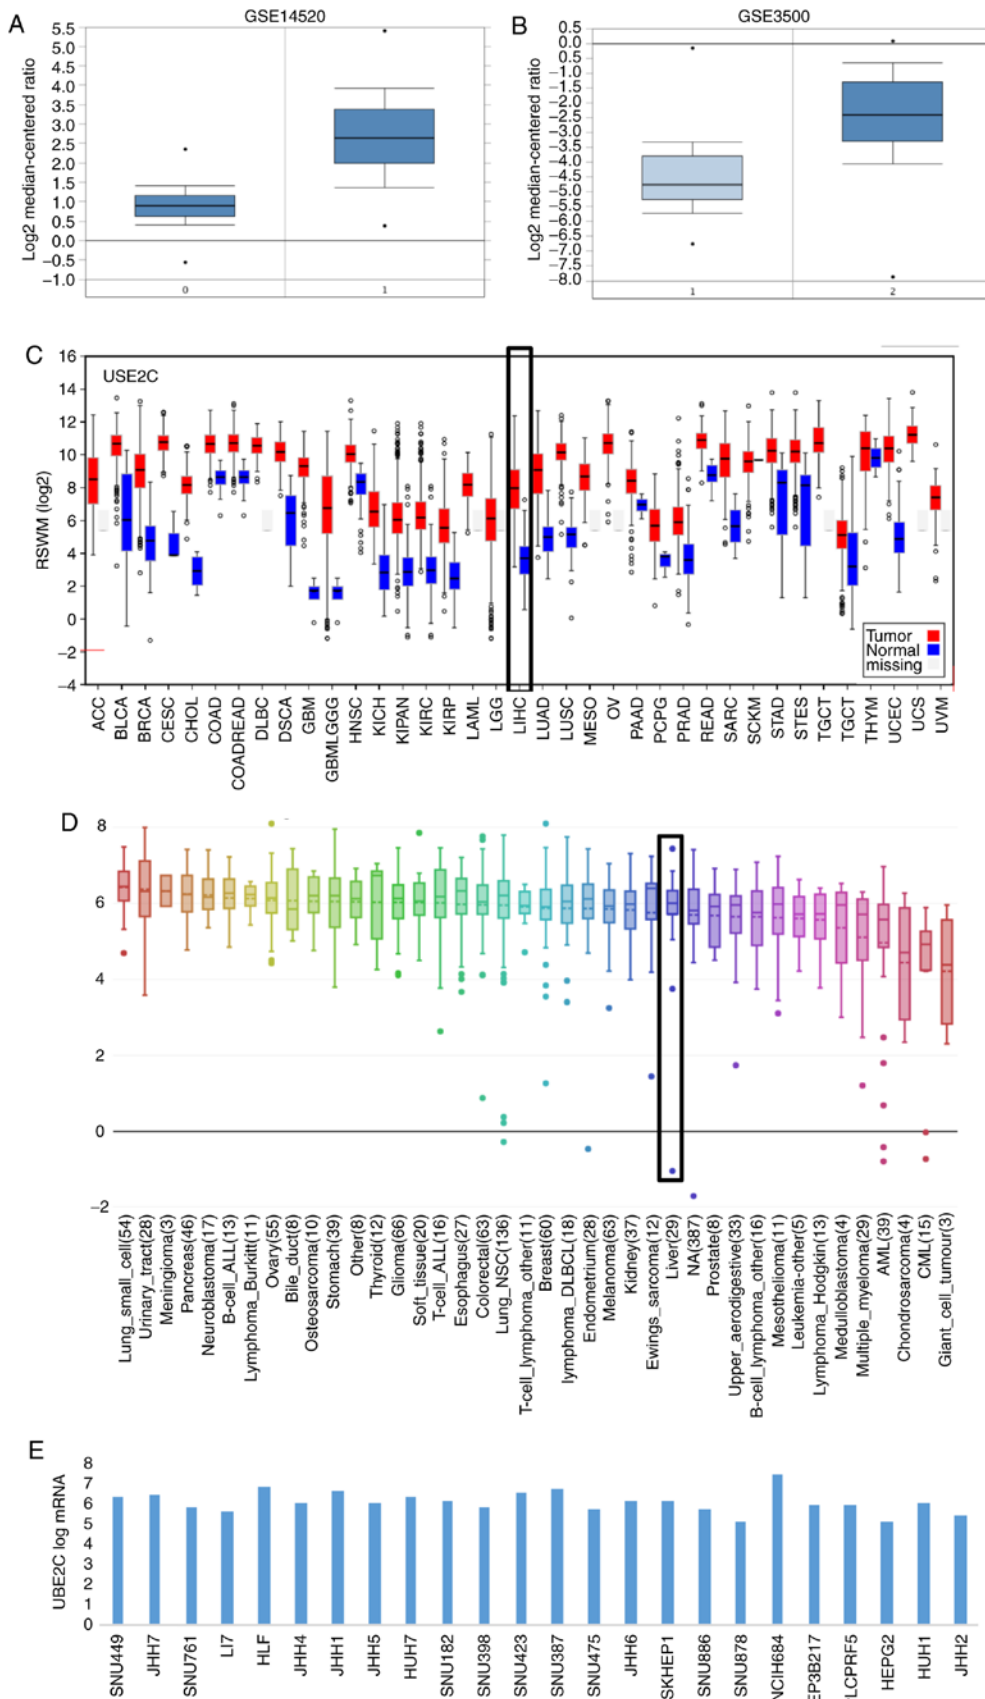 A
GSE14520
Log2 median-centered ratio
5.5
5.0
4.5
4.0
3.5
3.0
2.5
2.0
1.5
1.0
0.5
0.0
−0.5
−1.0
0
1
B
GSE3500
Log2 median-centered ratio
0.5
0.0
−0.5
−1.0
−1.5
−2.0
−2.5
−3.0
−3.5
−4.0
−4.5
−5.0
−5.5
−6.0
−6.5
−7.0
−7.5
−8.0
1
2
C
USE2C
RSWM (log2)
16
14
12
10
8
6
4
2
0
−2
−4
Tumor
Normal
missing
ACC
BLCA
BRCA
CESC
CHOL
COAD
COADREAD
DLBC
DSCA
GBM
GBMLGGG
HNSC
KICH
KIPAN
KIRC
KIRP
LAML
LGG
LIHC
LUAD
LUSC
MESO
OV
PAAD
PCPG
PRAD
READ
SARC
SCKM
STAD
STES
TGCT
TGCT
THYM
UCEC
UCS
UVM
D
8
6
4
2
0
−2
Lung_small_cell(54)
Urinary_tract(28)
Meningioma(3)
Pancreas(46)
Neuroblastoma(17)
B-cell_ALL(13)
Lymphoma_Burkitt(11)
Ovary(55)
Bile_duct(8)
Osteosarcoma(10)
Stomach(39)
Other(8)
Thyroid(12)
Glioma(66)
Soft_tissue(20)
T-cell_ALL(16)
Esophagus(27)
Colorectal(63)
Lung_NSC(136)
T-cell_lymphoma_other(11)
Breast(60)
lymphoma_DLBCL(18)
Endometrium(28)
Melanoma(63)
Kidney(37)
Ewings_sarcoma(12)
Liver(29)
NA(387)
Prostate(8)
Upper_aerodigestive(33)
B-cell_lymphoma_other(16)
Mesothelioma(11)
Leukemia-other(5)
Lymphoma_Hodgkin(13)
Medulloblastoma(4)
Multiple_myeloma(29)
AML(39)
Chondrosarcoma(4)
CML(15)
Giant_cell_tumour(3)
E
UBE2C log mRNA
8
7
6
5
4
3
2
1
0
SNU449
JHH7
SNU761
LI7
HLF
JHH4
JHH1
JHH5
HUH7
SNU182
SNU398
SNU423
SNU387
SNU475
JHH6
SKHEP1
SNU886
SNU878
NCIH684
EP3B217
LCPRF5
HEPG2
HUH1
JHH2